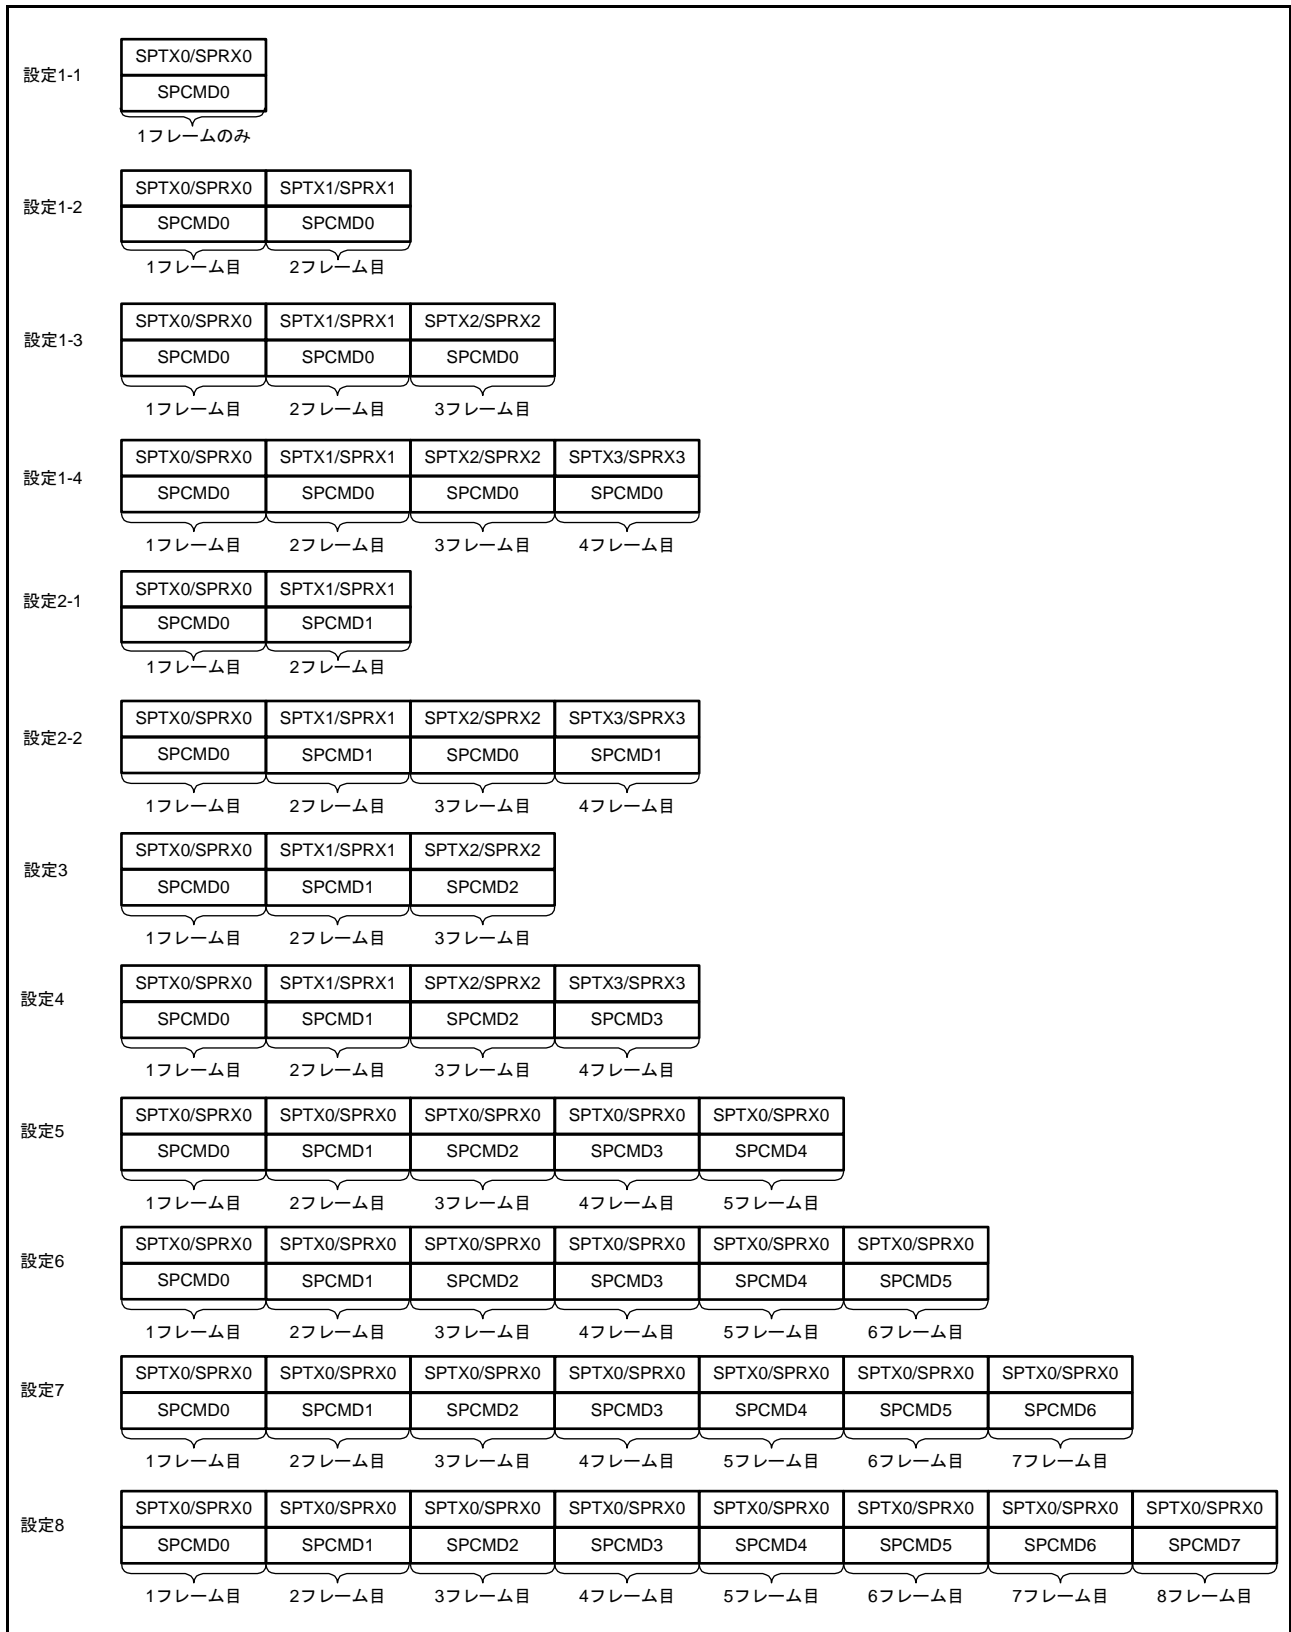 設定1-1
SPTX0/SPRX0
SPCMD0
1フレームのみ
設定1-2
SPTX0/SPRX0 SPTX1/SPRX1
SPCMD0 SPCMD0
1フレーム目 2フレーム目
設定1-3
SPTX0/SPRX0 SPTX1/SPRX1 SPTX2/SPRX2
SPCMD0 SPCMD0 SPCMD0
1フレーム目 2フレーム目 3フレーム目
設定1-4
SPTX0/SPRX0 SPTX1/SPRX1 SPTX2/SPRX2 SPTX3/SPRX3
SPCMD0 SPCMD0 SPCMD0 SPCMD0
1フレーム目 2フレーム目 3フレーム目 4フレーム目
設定2-1
SPTX0/SPRX0 SPTX1/SPRX1
SPCMD0 SPCMD1
1フレーム目 2フレーム目
設定2-2
SPTX0/SPRX0 SPTX1/SPRX1 SPTX2/SPRX2 SPTX3/SPRX3
SPCMD0 SPCMD1 SPCMD0 SPCMD1
1フレーム目 2フレーム目 3フレーム目 4フレーム目
設定3
SPTX0/SPRX0 SPTX1/SPRX1 SPTX2/SPRX2
SPCMD0 SPCMD1 SPCMD2
1フレーム目 2フレーム目 3フレーム目
設定4
SPTX0/SPRX0 SPTX1/SPRX1 SPTX2/SPRX2 SPTX3/SPRX3
SPCMD0 SPCMD1 SPCMD2 SPCMD3
1フレーム目 2フレーム目 3フレーム目 4フレーム目
設定5
SPTX0/SPRX0 SPTX0/SPRX0 SPTX0/SPRX0 SPTX0/SPRX0 SPTX0/SPRX0
SPCMD0 SPCMD1 SPCMD2 SPCMD3 SPCMD4
1フレーム目 2フレーム目 3フレーム目 4フレーム目 5フレーム目
設定6
SPTX0/SPRX0 SPTX0/SPRX0 SPTX0/SPRX0 SPTX0/SPRX0 SPTX0/SPRX0 SPTX0/SPRX0
SPCMD0 SPCMD1 SPCMD2 SPCMD3 SPCMD4 SPCMD5
1フレーム目 2フレーム目 3フレーム目 4フレーム目 5フレーム目 6フレーム目
設定7
SPTX0/SPRX0 SPTX0/SPRX0 SPTX0/SPRX0 SPTX0/SPRX0 SPTX0/SPRX0 SPTX0/SPRX0 SPTX0/SPRX0
SPCMD0 SPCMD1 SPCMD2 SPCMD3 SPCMD4 SPCMD5 SPCMD6
1フレーム目 2フレーム目 3フレーム目 4フレーム目 5フレーム目 6フレーム目 7フレーム目
設定8
SPTX0/SPRX0 SPTX0/SPRX0 SPTX0/SPRX0 SPTX0/SPRX0 SPTX0/SPRX0 SPTX0/SPRX0 SPTX0/SPRX0 SPTX0/SPRX0
SPCMD0 SPCMD1 SPCMD2 SPCMD3 SPCMD4 SPCMD5 SPCMD6 SPCMD7
1フレーム目 2フレーム目 3フレーム目 4フレーム目 5フレーム目 6フレーム目 7フレーム目 8フレーム目